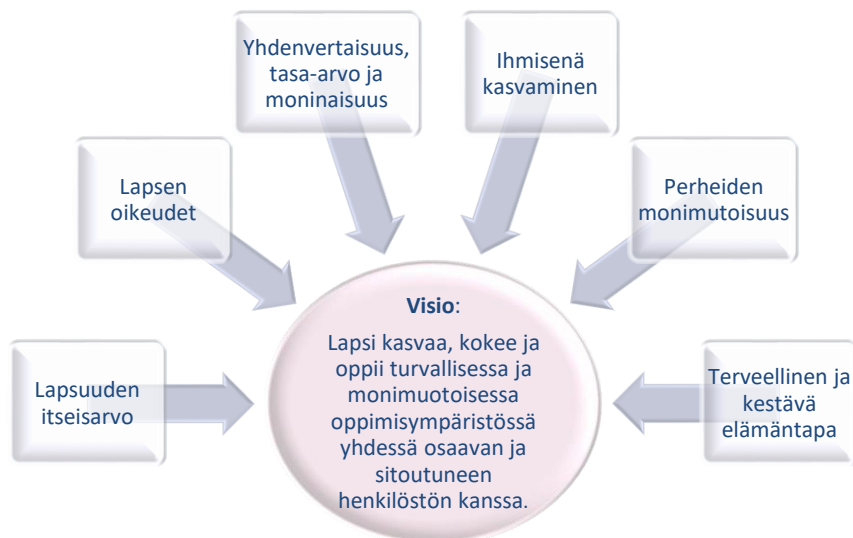 Lapsuuden
itseisarvo
Lapsen
oikeudet
Yhdenvertaisuus,
tasa-arvo ja
moninaisuus
Ihmisenä
kasvaminen
Perheiden
monimutoisuus
Terveellinen ja
kestävä
elämäntapa
Visio:
Lapsi kasvaa, kokee ja
oppii turvallisessa ja
monimuotoisessa
oppimisympäristössä
yhdessä osaavan ja
sitoutuneen
henkilöstön kanssa.